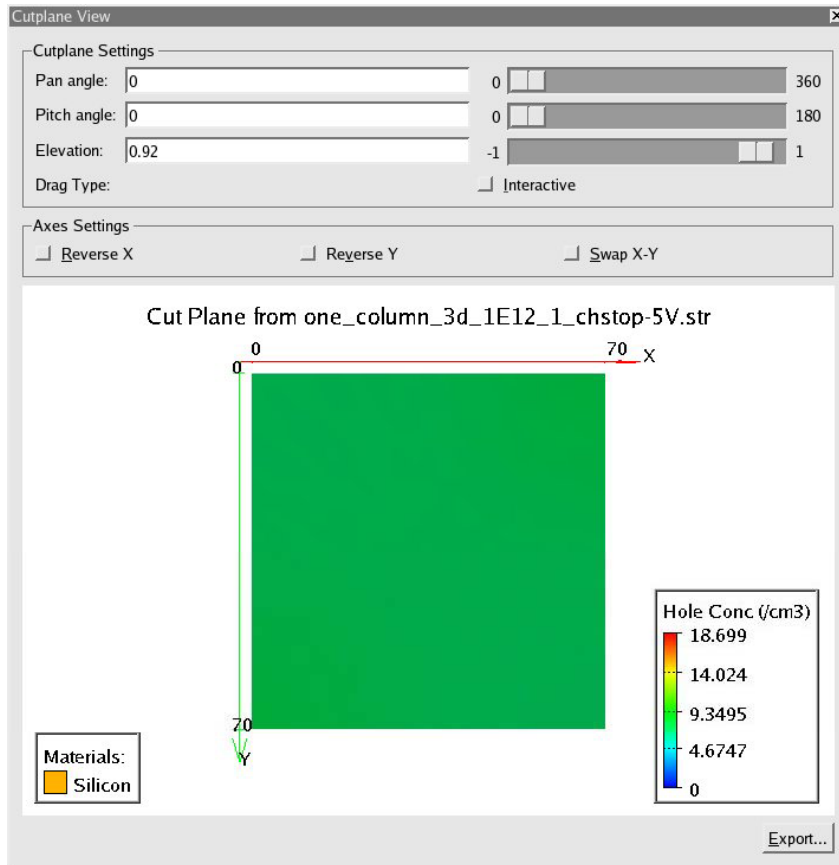 Cutplane View
Cutplane Settings
Pan angle: 0 0 360
Pitch angle: 0 0 180
Elevation: 0.92 -1 1
Drag Type: Interactive
Axes Settings
Reverse X Reverse Y Swap X-Y
Cut Plane from one_column_3d_1E12_1_chstop-5V.str
0 70 X
0
Hole Conc (/cm3)
18.699
14.024
9.3495
4.6747
0
70
Y
Materials:
Silicon
Export...